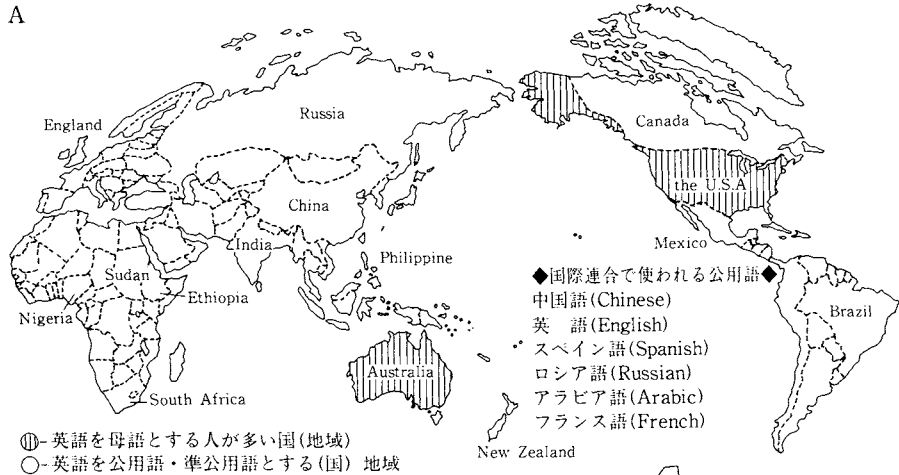 A
England
Russia
Canada
the U.S.A
China
India
Mexico
Philippine
Sudan
Ethiopia
Nigeria
Brazil
Australia
South Africa
New Zealand
◆国際連合で使われる公用語◆
中国語(Chinese)
英　語(English)
スペイン語(Spanish)
ロシア語(Russian)
アラビア語(Arabic)
フランス語(French)
-英語を母語とする人が多い国(地域)
○-英語を公用語・準公用語とする(国) 地域